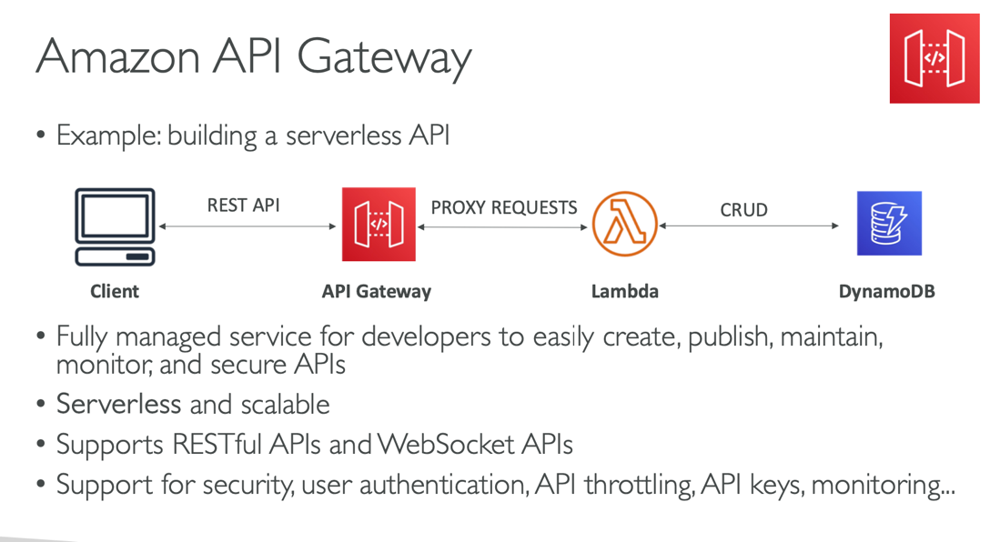 Amazon API Gateway
</>
• Example: building a serverless API
REST API
PROXY REQUESTS
CRUD
</>
Client
API Gateway
Lambda
DynamoDB
• Fully managed service for developers to easily create, publish, maintain,
monitor, and secure APIs
• Serverless and scalable
• Supports RESTful APIs and WebSocket APIs
• Support for security, user authentication, API throttling, API keys, monitoring...